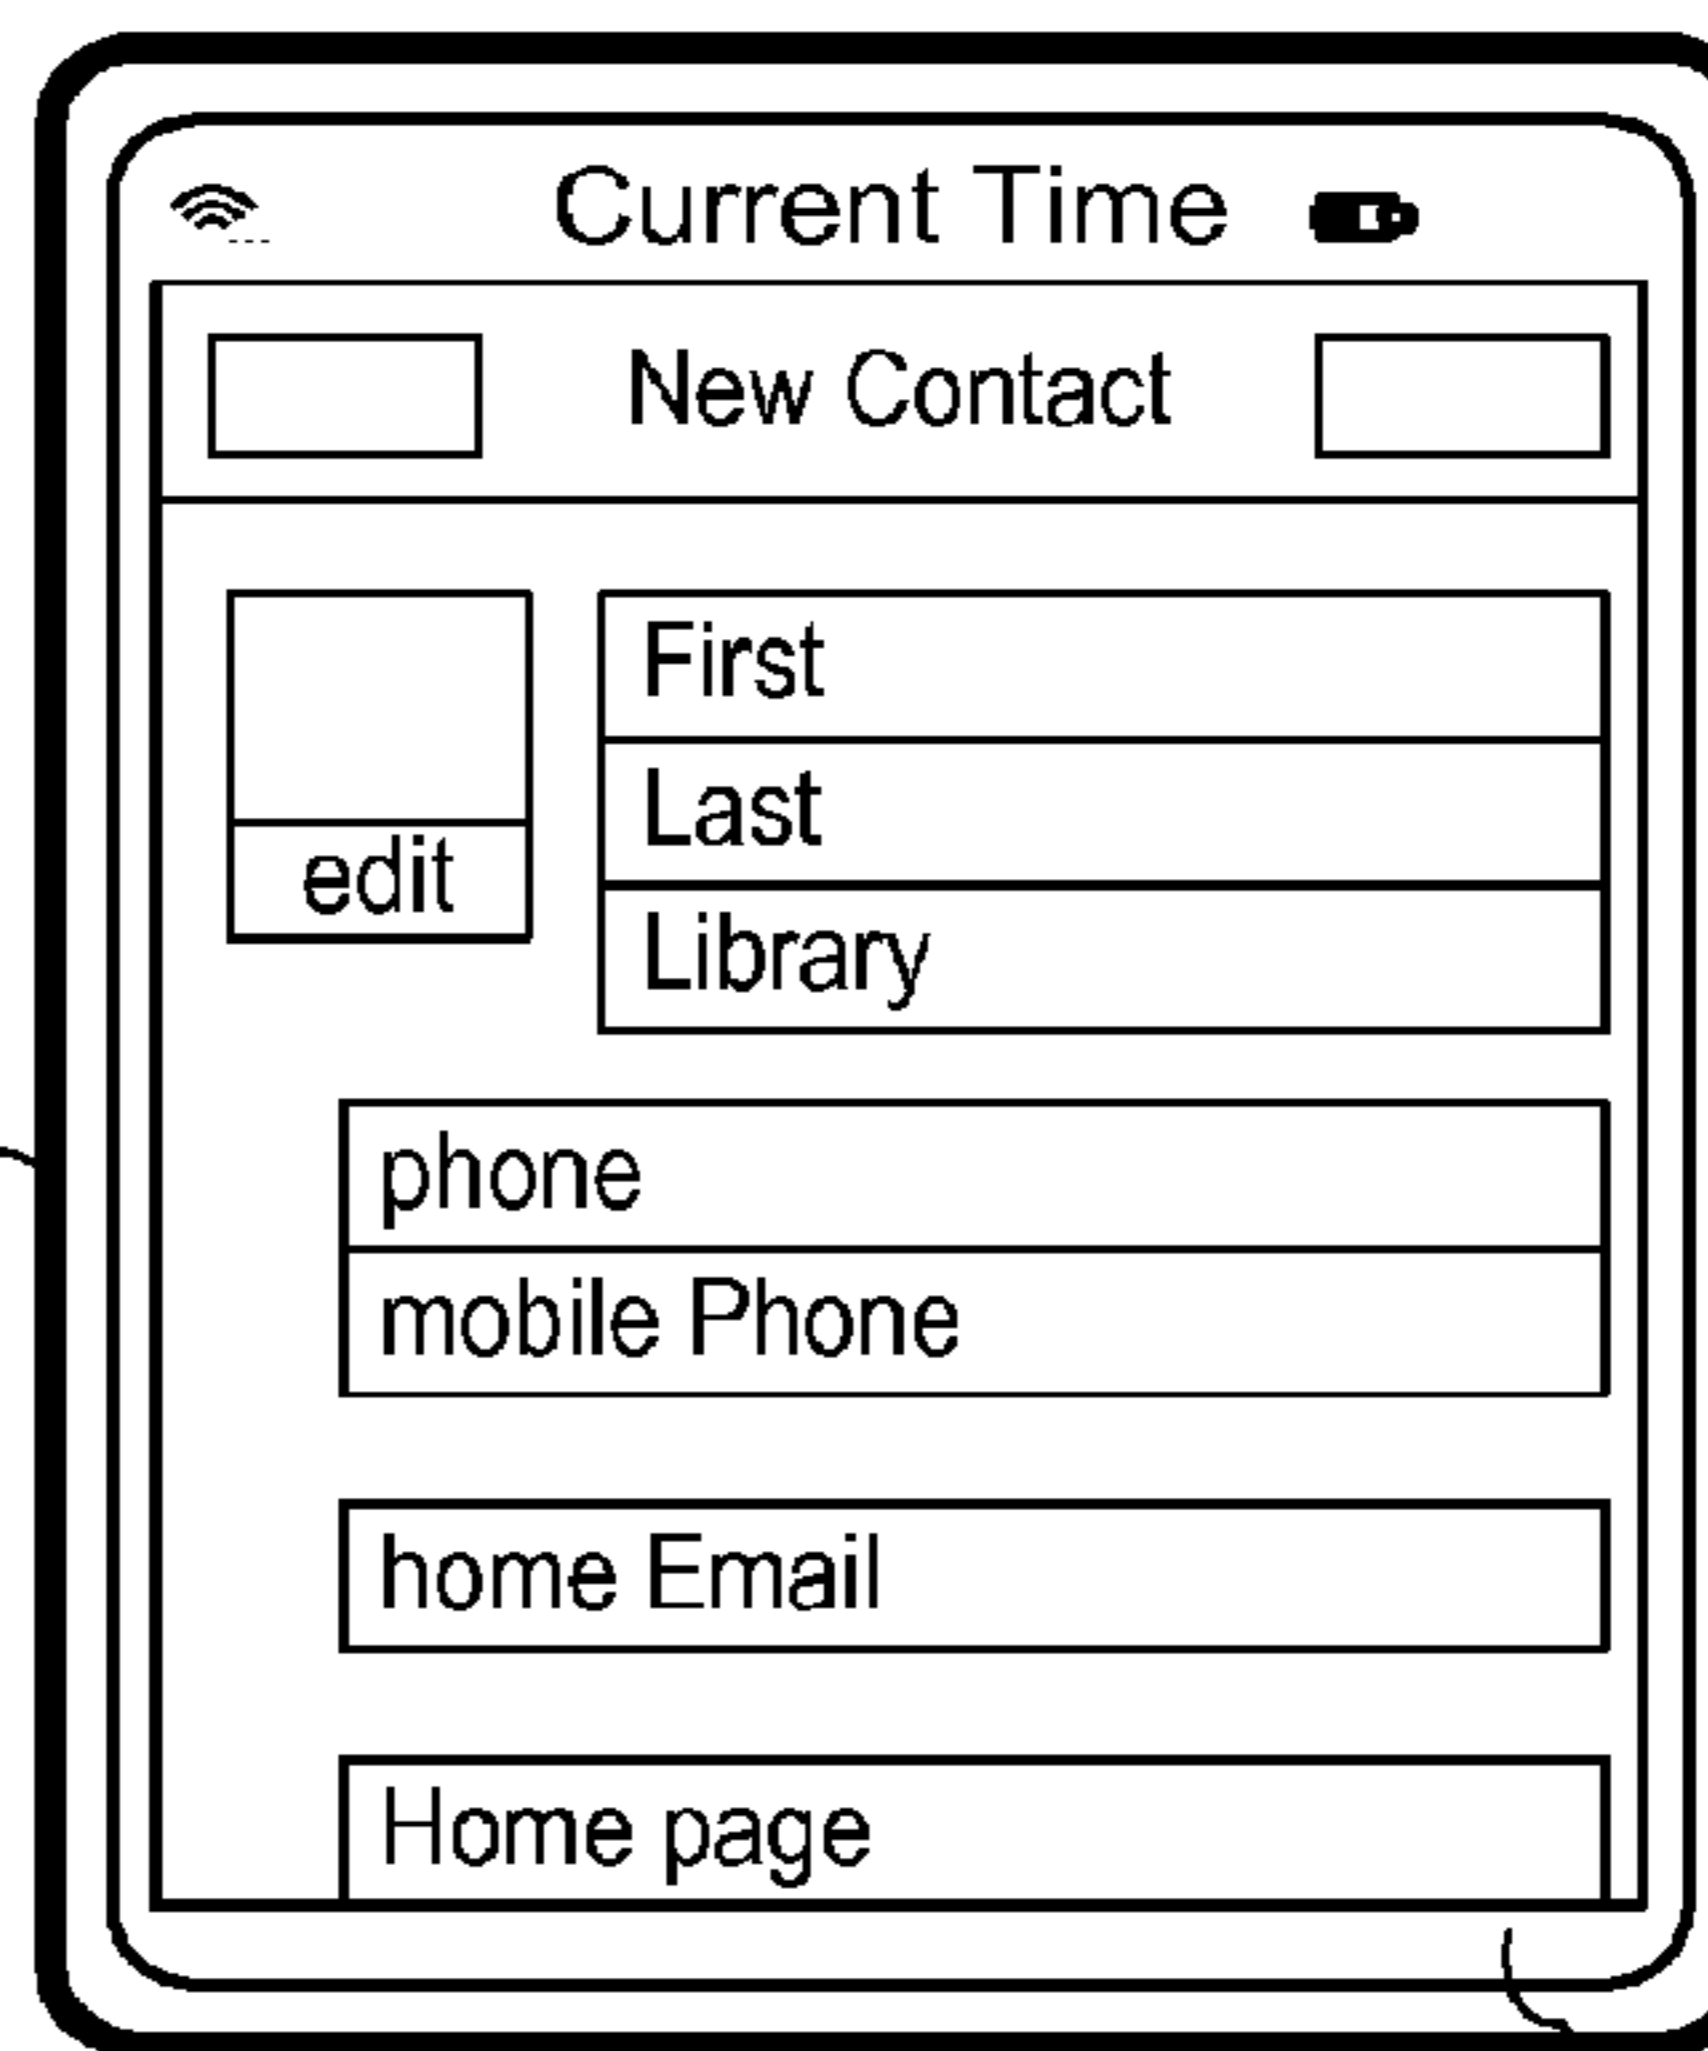 Current Time
New Contact
First
Last
edit
Library
phone
mobile Phone
home Email
Home page